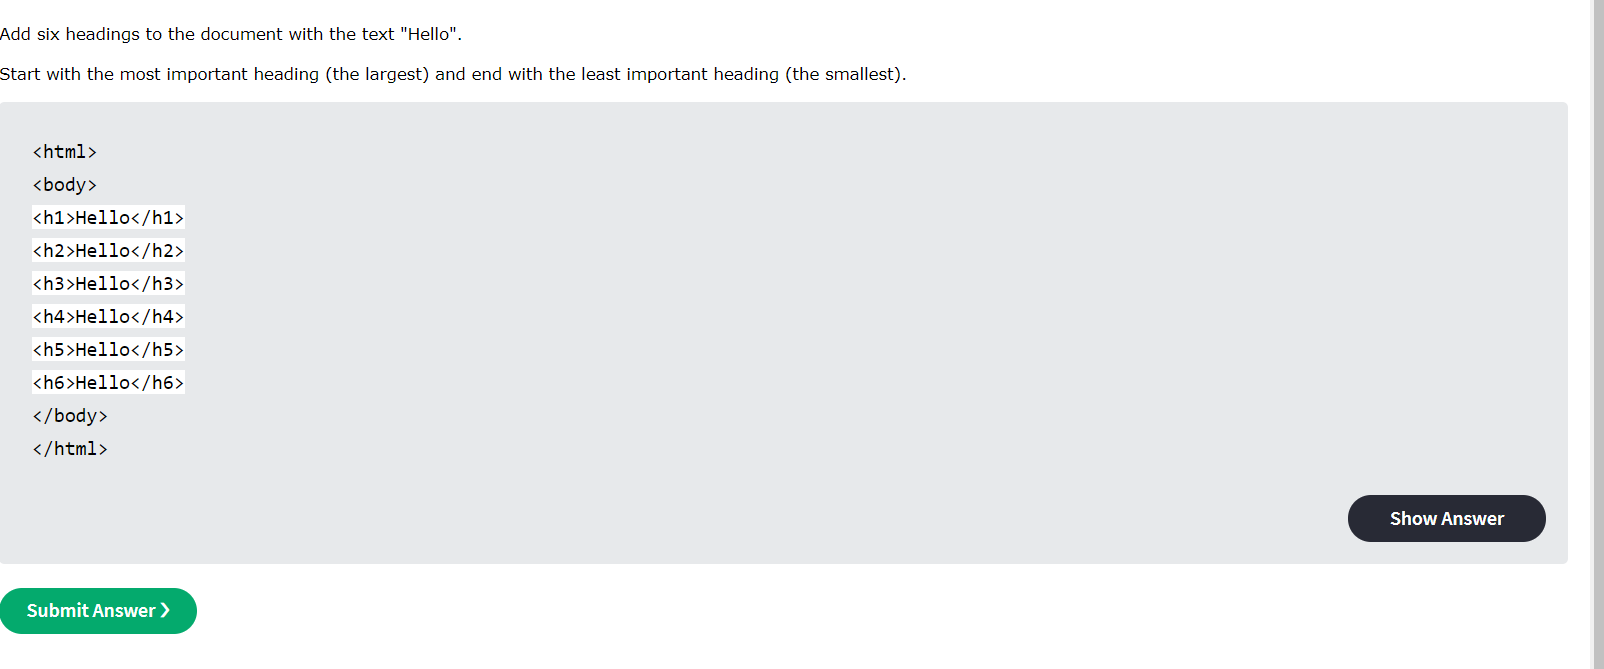 Add six headings to the document with the text "Hello".
Start with the most important heading (the largest) and end with the least important heading (the smallest).
<html>
<body>
<h1>Hello</h1>
<h2>Hello</h2>
<h3>Hello</h3>
<h4>Hello</h4>
<h5>Hello</h5>
<h6>Hello</h6>
</body>
</html>
Show Answer
Submit Answer ❯